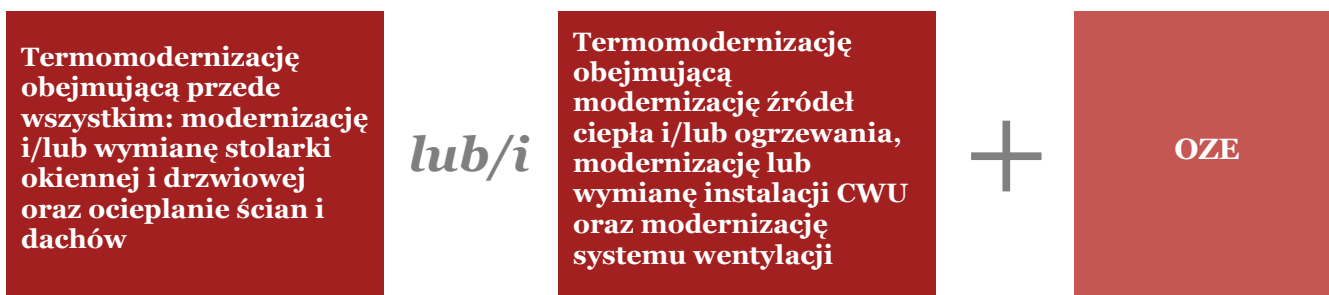 Termomodernizację
obejmującą przede
wszystkim: modernizację
i/lub wymianę stolarki
okiennej i drzwiowej
oraz ocieplanie ścian i
dachów
lub/i
Termomodernizację
obejmującą
modernizację źródeł
ciepła i/lub ogrzewania,
modernizację lub
wymianę instalacji CWU
oraz modernizację
systemu wentylacji
+
OZE